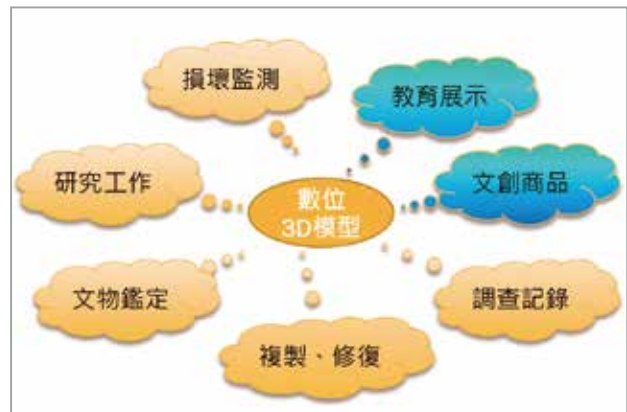 損壞監測
教育展示
研究工作
數位
3D模型
文創商品
文物鑑定
調查記錄
複製、修復